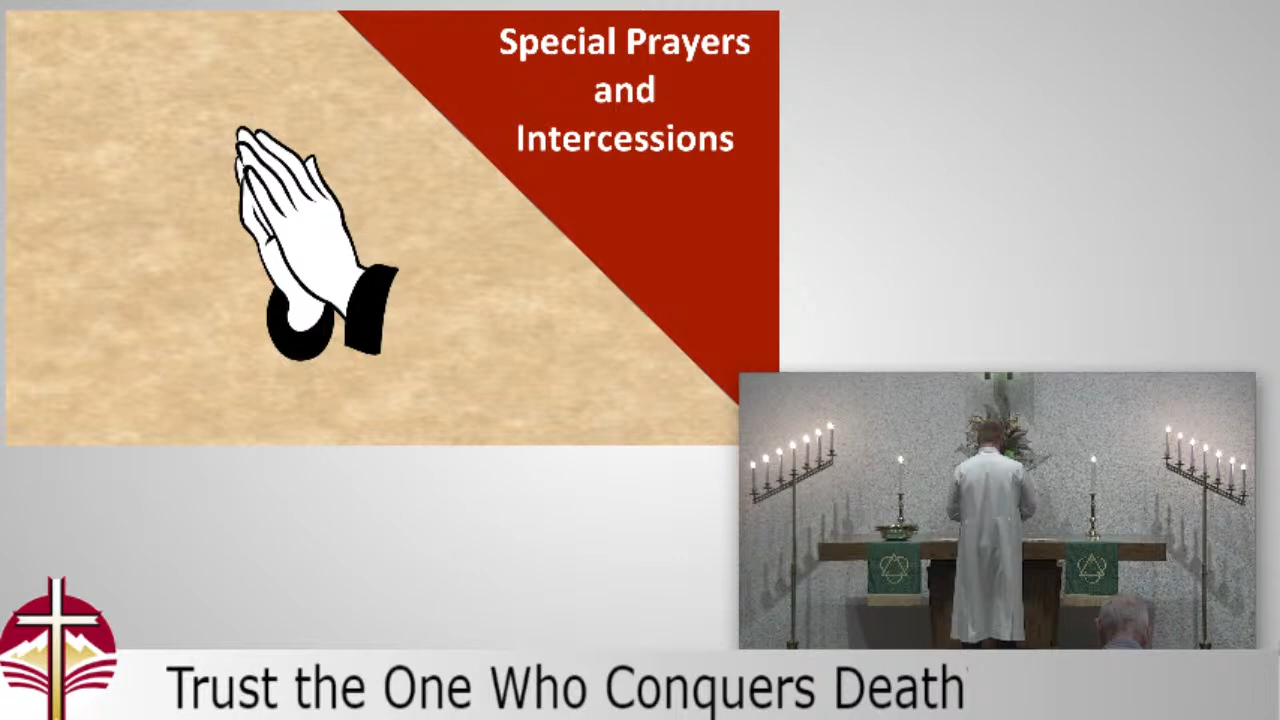 Special Prayers
and
Intercessions
Trust the One Who Conquers Death